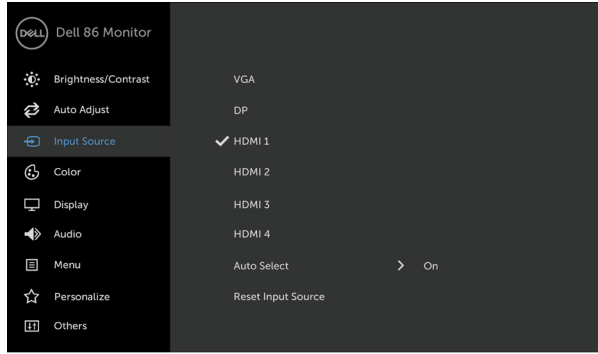 DELL Dell 86 Monitor
Brightness/Contrast VGA
Auto Adjust DP
Input Source HDMI 1
Color HDMI 2
Display HDMI 3
Audio HDMI 4
Menu Auto Select On
Personalize Reset Input Source
Others